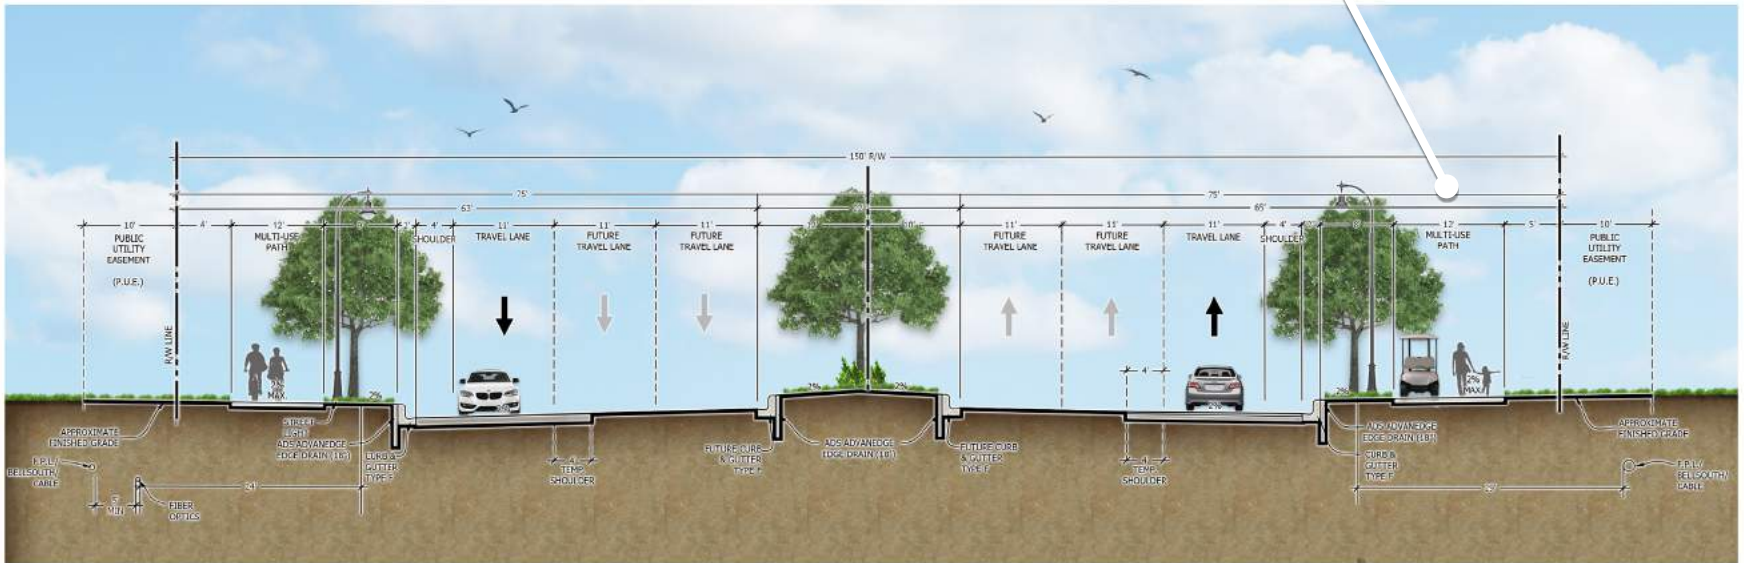 150' R/W
75'
75'
63'
65'
10'
4'
12'
4'
11'
11'
11'
10'
11'
11'
11'
4'
12'
5'
10'
PUBLIC
UTILITY
EASEMENT
(P.U.E.)
MULTI-USE
PATH
SHOULDER
TRAVEL LANE
FUTURE
TRAVEL LANE
FUTURE
TRAVEL LANE
FUTURE
TRAVEL LANE
FUTURE
TRAVEL LANE
TRAVEL LANE
SHOULDER
MULTI-USE
PATH
PUBLIC
UTILITY
EASEMENT
(P.U.E.)
R/W LINE
R/W LINE
4'
2%
MAX.
2%
2%
2%
2%
2%
2%
MAX.
APPROXIMATE
FINISHED GRADE
STREET
LIGHT
ADS ADVANEDGE
EDGE DRAIN (18")
CURB &
GUTTER
TYPE F
4'
TEMP.
SHOULDER
FUTURE CURB
& GUTTER
TYPE F
ADS ADVANEDGE
EDGE DRAIN (18")
FUTURE CURB
& GUTTER
TYPE F
4'
TEMP.
SHOULDER
ADS ADVANEDGE
EDGE DRAIN (18")
CURB &
GUTTER
TYPE F
APPROXIMATE
FINISHED GRADE
F.P.L/
BELLSOUTH/
CABLE
5'
MIN
FIBER
OPTICS
24'
F.P.L/
BELLSOUTH/
CABLE